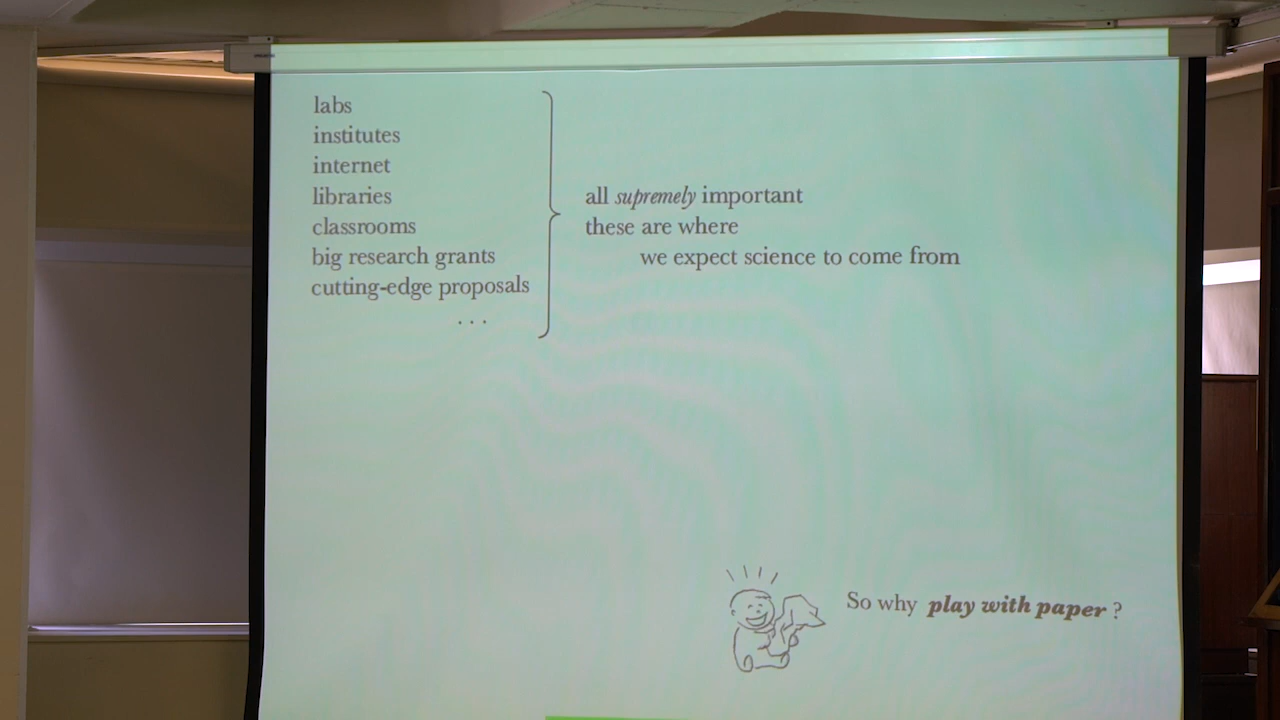 labs
institutes
internet
libraries
classrooms
big research grants
cutting-edge proposals
...
all supremely important
these are where
we expect science to come from
So why play with paper ?